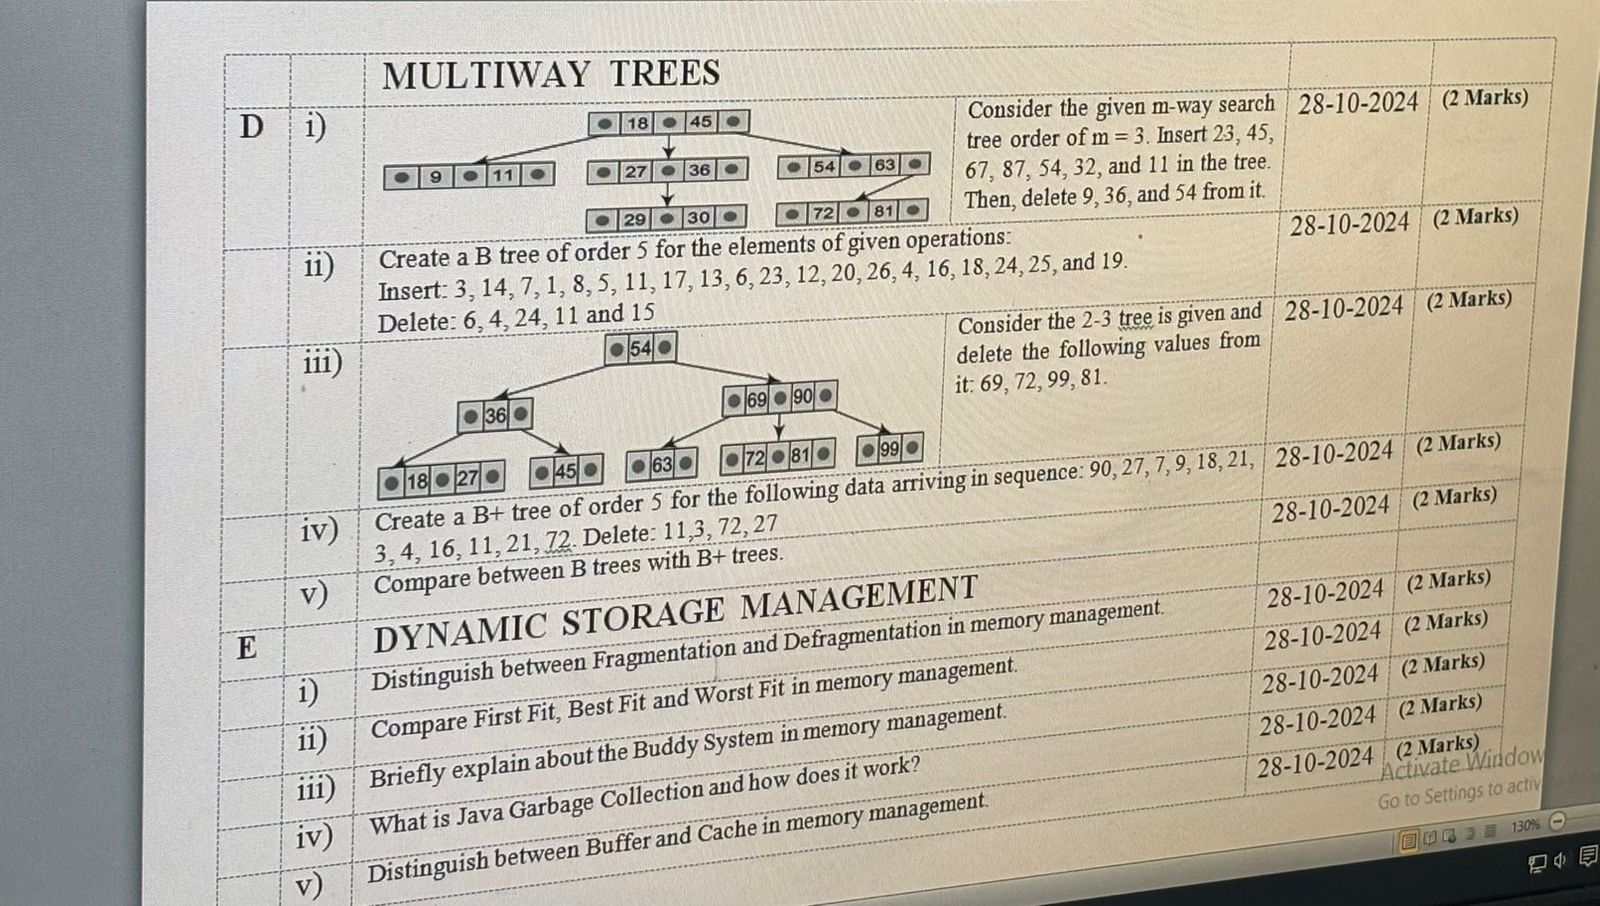 MULTIWAY TREES
D i) 18 45
9 11 27 36 54 63
29 30 72 81
Consider the given m-way search
tree order of m = 3. Insert 23, 45,
67, 87, 54, 32, and 11 in the tree.
Then, delete 9, 36, and 54 from it.
28-10-2024 (2 Marks)
ii) Create a B tree of order 5 for the elements of given operations:
Insert: 3, 14, 7, 1, 8, 5, 11, 17, 13, 6, 23, 12, 20, 26, 4, 16, 18, 24, 25, and 19.
Delete: 6, 4, 24, 11 and 15
28-10-2024 (2 Marks)
iii) 54
36 69 90
18 27 45 63 72 81 99
Consider the 2-3 tree is given and
delete the following values from
it: 69, 72, 99, 81.
28-10-2024 (2 Marks)
iv) Create a B+ tree of order 5 for the following data arriving in sequence: 90, 27, 7, 9, 18, 21,
3, 4, 16, 11, 21, 72. Delete: 11,3, 72, 27
28-10-2024 (2 Marks)
v) Compare between B trees with B+ trees.
28-10-2024 (2 Marks)
E DYNAMIC STORAGE MANAGEMENT
i) Distinguish between Fragmentation and Defragmentation in memory management.
28-10-2024 (2 Marks)
ii) Compare First Fit, Best Fit and Worst Fit in memory management.
28-10-2024 (2 Marks)
iii) Briefly explain about the Buddy System in memory management.
28-10-2024 (2 Marks)
iv) What is Java Garbage Collection and how does it work?
28-10-2024 (2 Marks)
v) Distinguish between Buffer and Cache in memory management.
28-10-2024 (2 Marks)
Activate Window
Go to Settings to activ
130%